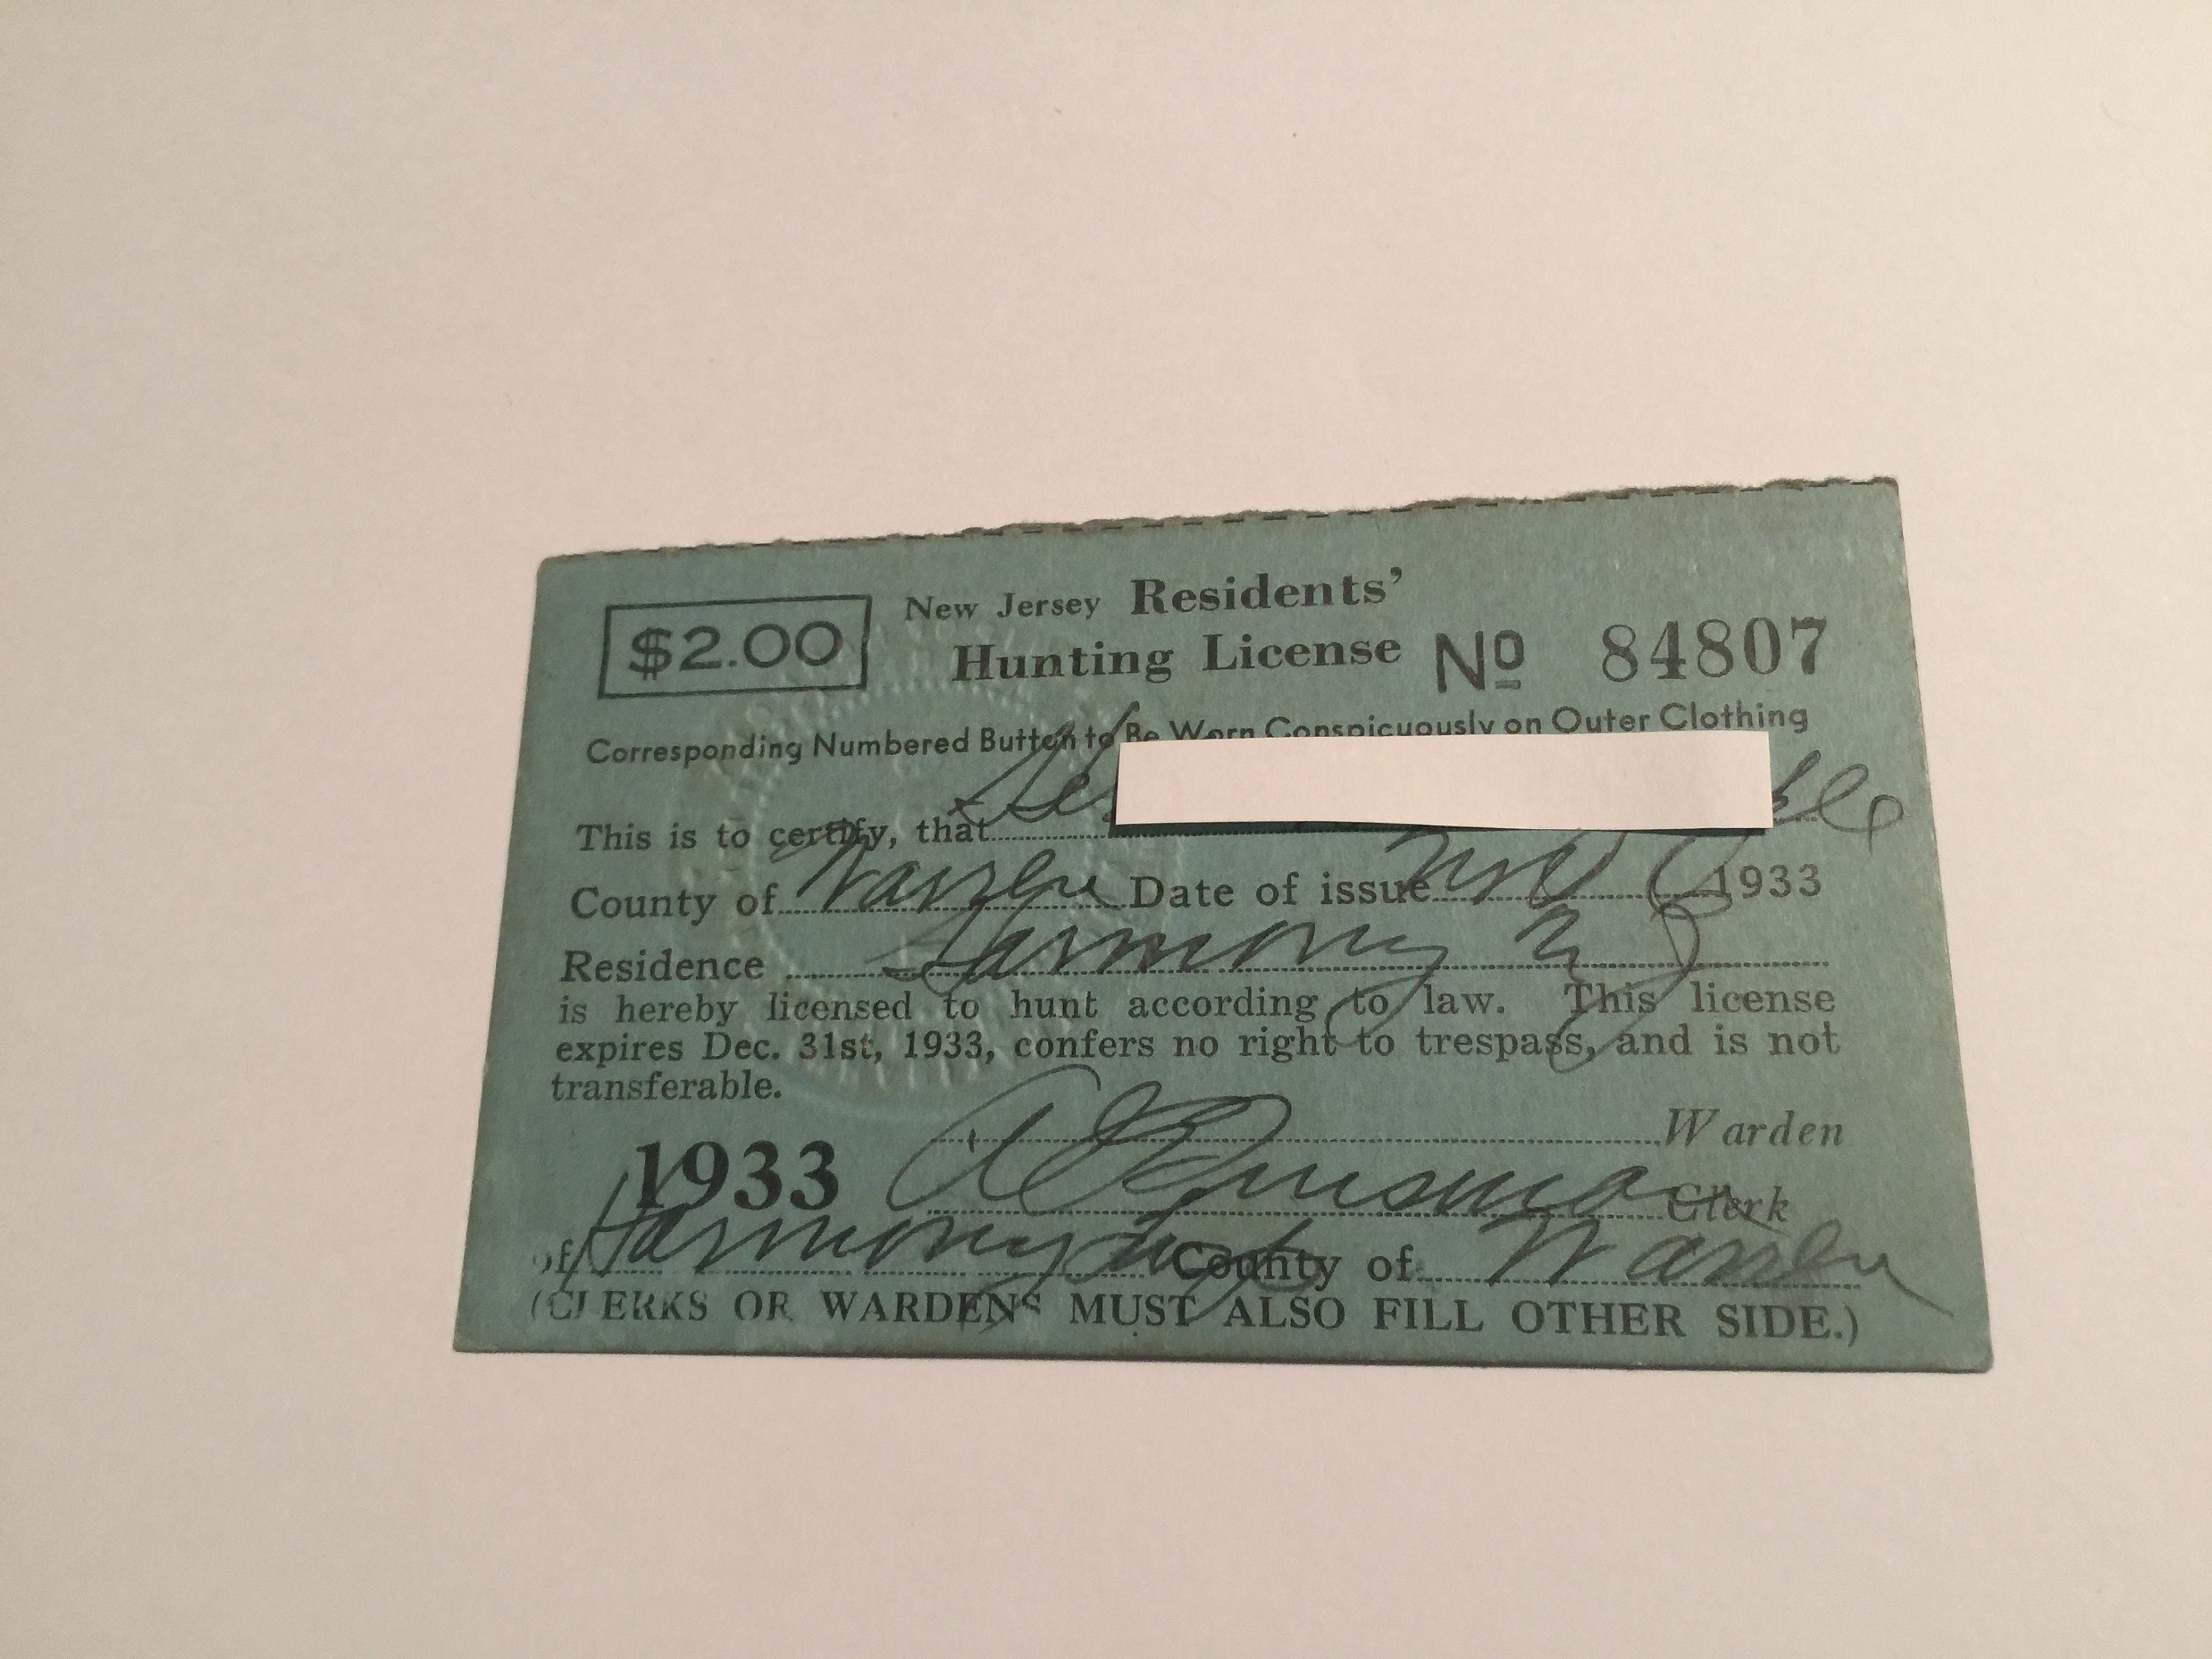 $2.00 New Jersey Residents'
Hunting License No 84807
Corresponding Numbered Button to Be Worn Conspicuously on Outer Clothing
This is to certify, that
County of Warren Date of issue Nov 1933
Residence Harmony N J
is hereby licensed to hunt according to law. This license
expires Dec. 31st, 1933, confers no right to trespass, and is not
transferable.
Warden
1933 Clerk
of Harmony Twp County of Warren
(CLERKS OR WARDENS MUST ALSO FILL OTHER SIDE.)